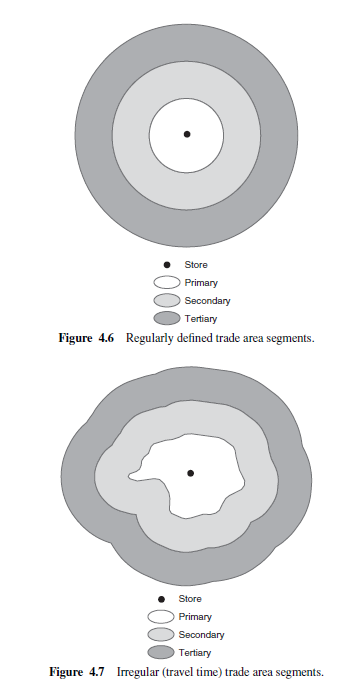 Store
Primary
Secondary
Tertiary
Figure 4.6 Regularly defined trade area segments.
Store
Primary
Secondary
Tertiary
Figure 4.7 Irregular (travel time) trade area segments.